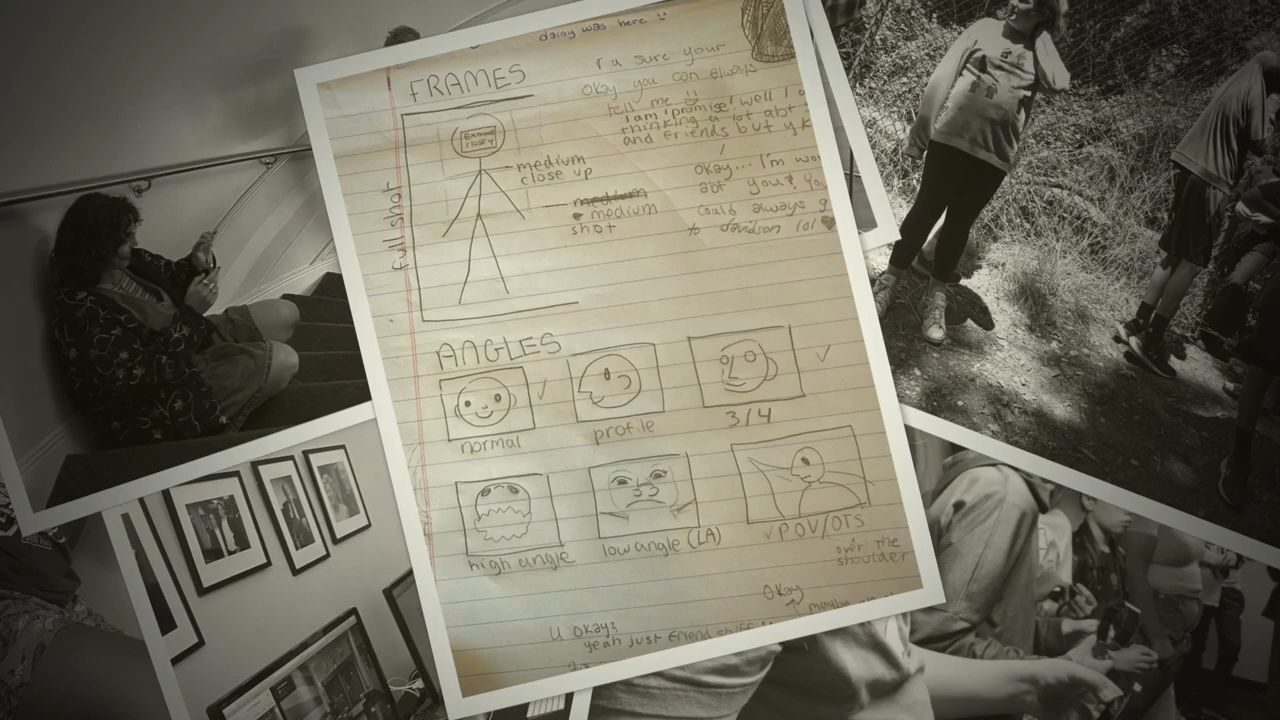 daisy was here :)
FRAMES
r u sure your
okay you can always
tell me !!
I am i promise! well I
thinking a lot abt
and friends but yk
okay... I'm
abt you? You
could always g
to davidson lol
extreme
close up
medium
close up
medium
medium
shot
full shot
ANGLES
normal
profile
3/4
high angle
low angle (LA)
POV/OTS
over the
shoulder
okay
maybe
u okay?
yeah just friend stuff